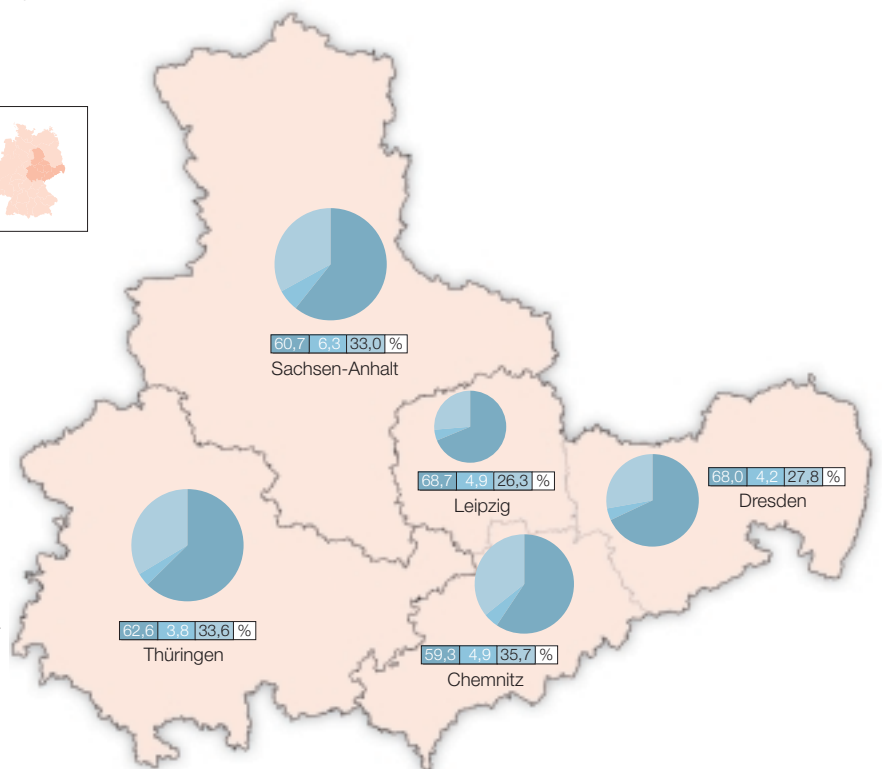 60,7 6,3 33,0 %
Sachsen-Anhalt
68,7 4,9 26,3 %
Leipzig
68,0 4,2 27,8 %
Dresden
62,6 3,8 33,6 %
Thüringen
59,3 4,9 35,7 %
Chemnitz